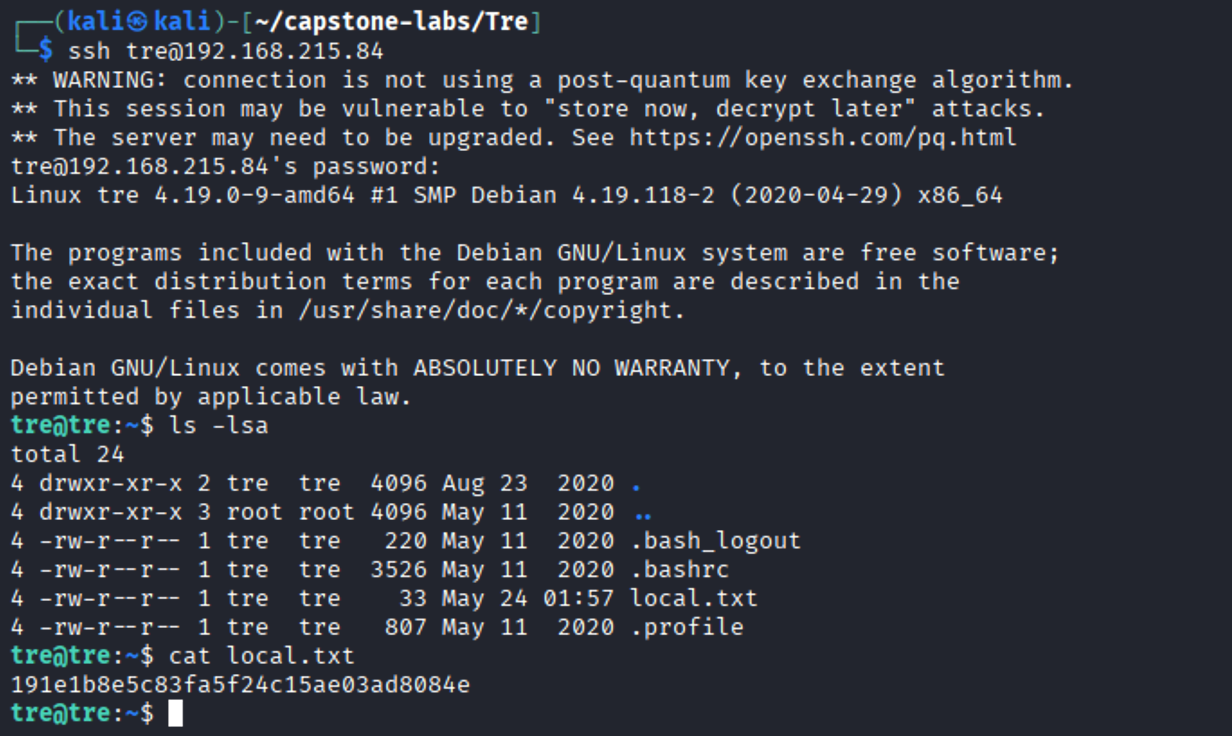 ┌──(kali㉿kali)-[~/capstone-labs/Tre]
└─$ ssh tre@192.168.215.84
** WARNING: connection is not using a post-quantum key exchange algorithm.
** This session may be vulnerable to "store now, decrypt later" attacks.
** The server may need to be upgraded. See https://openssh.com/pq.html
tre@192.168.215.84's password:
Linux tre 4.19.0-9-amd64 #1 SMP Debian 4.19.118-2 (2020-04-29) x86_64

The programs included with the Debian GNU/Linux system are free software;
the exact distribution terms for each program are described in the
individual files in /usr/share/doc/*/copyright.

Debian GNU/Linux comes with ABSOLUTELY NO WARRANTY, to the extent
permitted by applicable law.
tre@tre:~$ ls -lsa
total 24
4 drwxr-xr-x 2 tre  tre  4096 Aug 23  2020 .
4 drwxr-xr-x 3 root root 4096 May 11  2020 ..
4 -rw-r--r-- 1 tre  tre   220 May 11  2020 .bash_logout
4 -rw-r--r-- 1 tre  tre  3526 May 11  2020 .bashrc
4 -rw-r--r-- 1 tre  tre    33 May 24 01:57 local.txt
4 -rw-r--r-- 1 tre  tre   807 May 11  2020 .profile
tre@tre:~$ cat local.txt
191e1b8e5c83fa5f24c15ae03ad8084e
tre@tre:~$